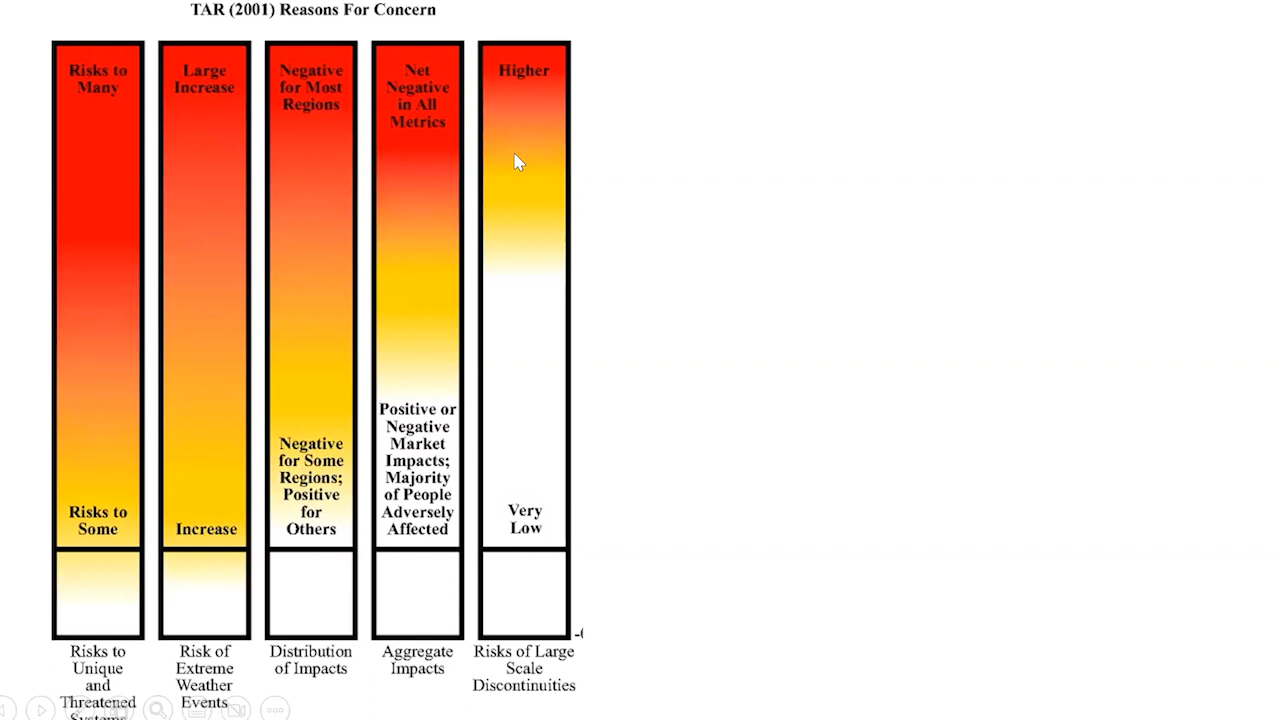 TAR (2001) Reasons For Concern
Risks to
Many
Large
Increase
Negative
for Most
Regions
Net
Negative
in All
Metrics
Higher
Risks to
Some
Increase
Negative
for Some
Regions;
Positive
for
Others
Positive or
Negative
Market
Impacts;
Majority
of People
Adversely
Affected
Very
Low
Risks to
Unique
and
Threatened
Systems
Risk of
Extreme
Weather
Events
Distribution
of Impacts
Aggregate
Impacts
Risks of Large
Scale
Discontinuities